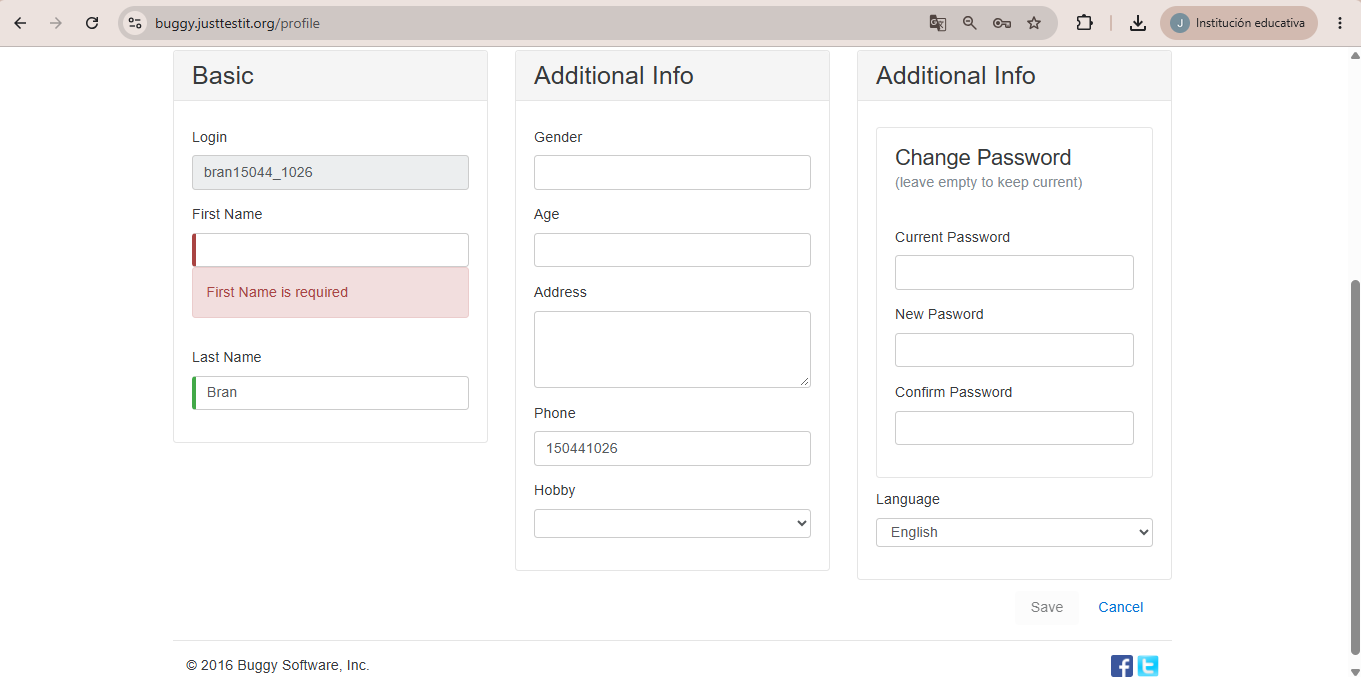 buggy.justtestit.org/profile
J
Institución educativa
Basic
Login
bran15044_1026
First Name
First Name is required
Last Name
Bran
Additional Info
Gender
Age
Address
Phone
150441026
Hobby
Additional Info
Change Password
(leave empty to keep current)
Current Password
New Pasword
Confirm Password
Language
English
Save
Cancel
© 2016 Buggy Software, Inc.